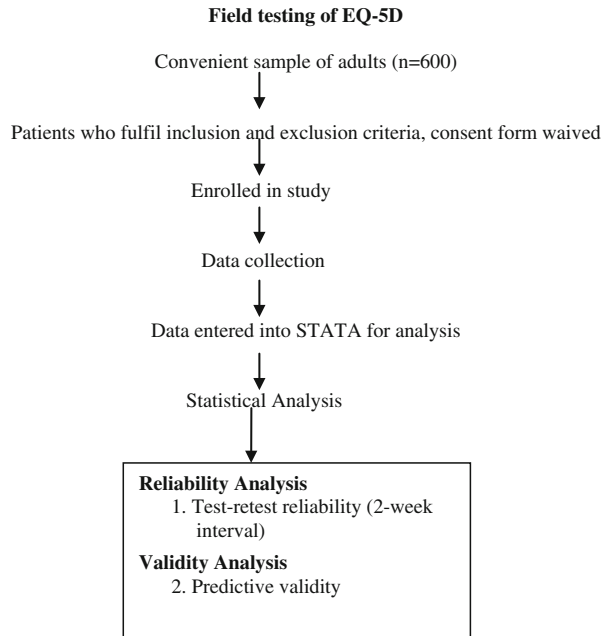 Field testing of EQ-5D
Convenient sample of adults (n=600)
Patients who fulfil inclusion and exclusion criteria, consent form waived
Enrolled in study
Data collection
Data entered into STATA for analysis
Statistical Analysis
Reliability Analysis
1. Test-retest reliability (2-week
interval)
Validity Analysis
2. Predictive validity